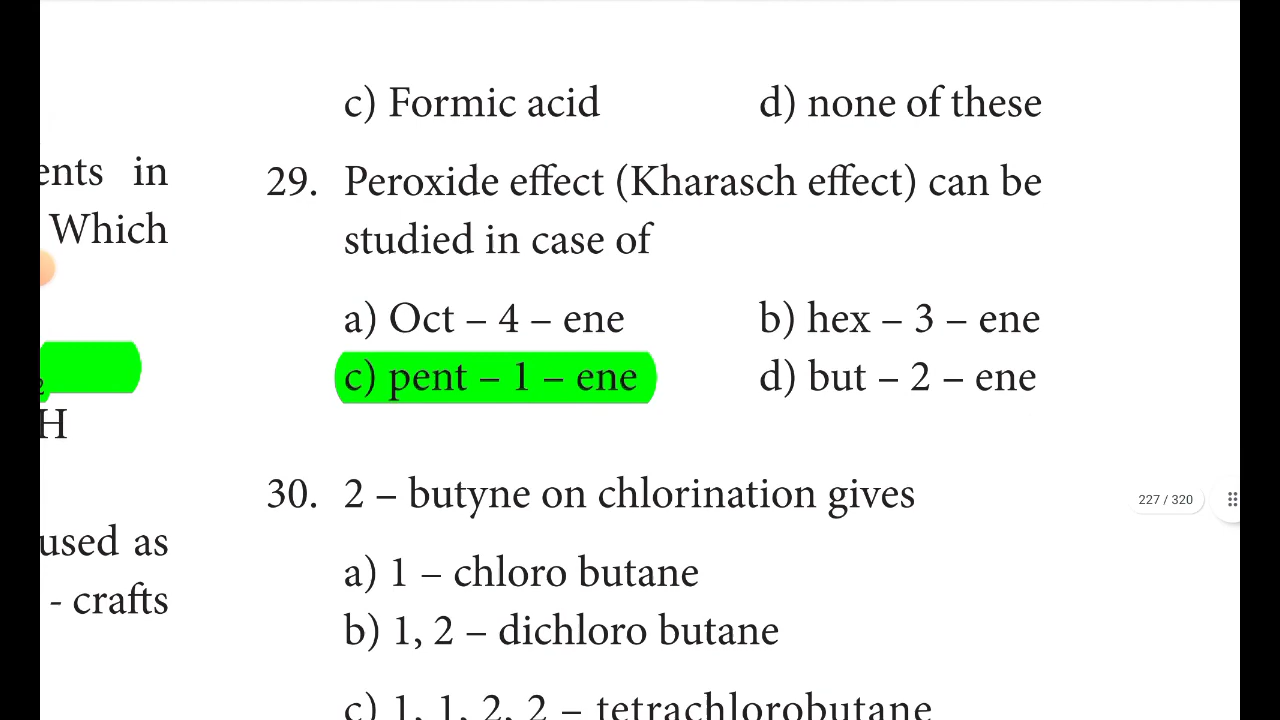 c) Formic acid d) none of these
ents in
29. Peroxide effect (Kharasch effect) can be
Which
studied in case of
a) Oct – 4 – ene b) hex – 3 – ene
c) pent – 1 – ene d) but – 2 – ene
2
H
30. 2 – butyne on chlorination gives
227 / 320
used as
a) 1 – chloro butane
- crafts
b) 1, 2 – dichloro butane
c) 1, 1, 2, 2 – tetrachlorobutane